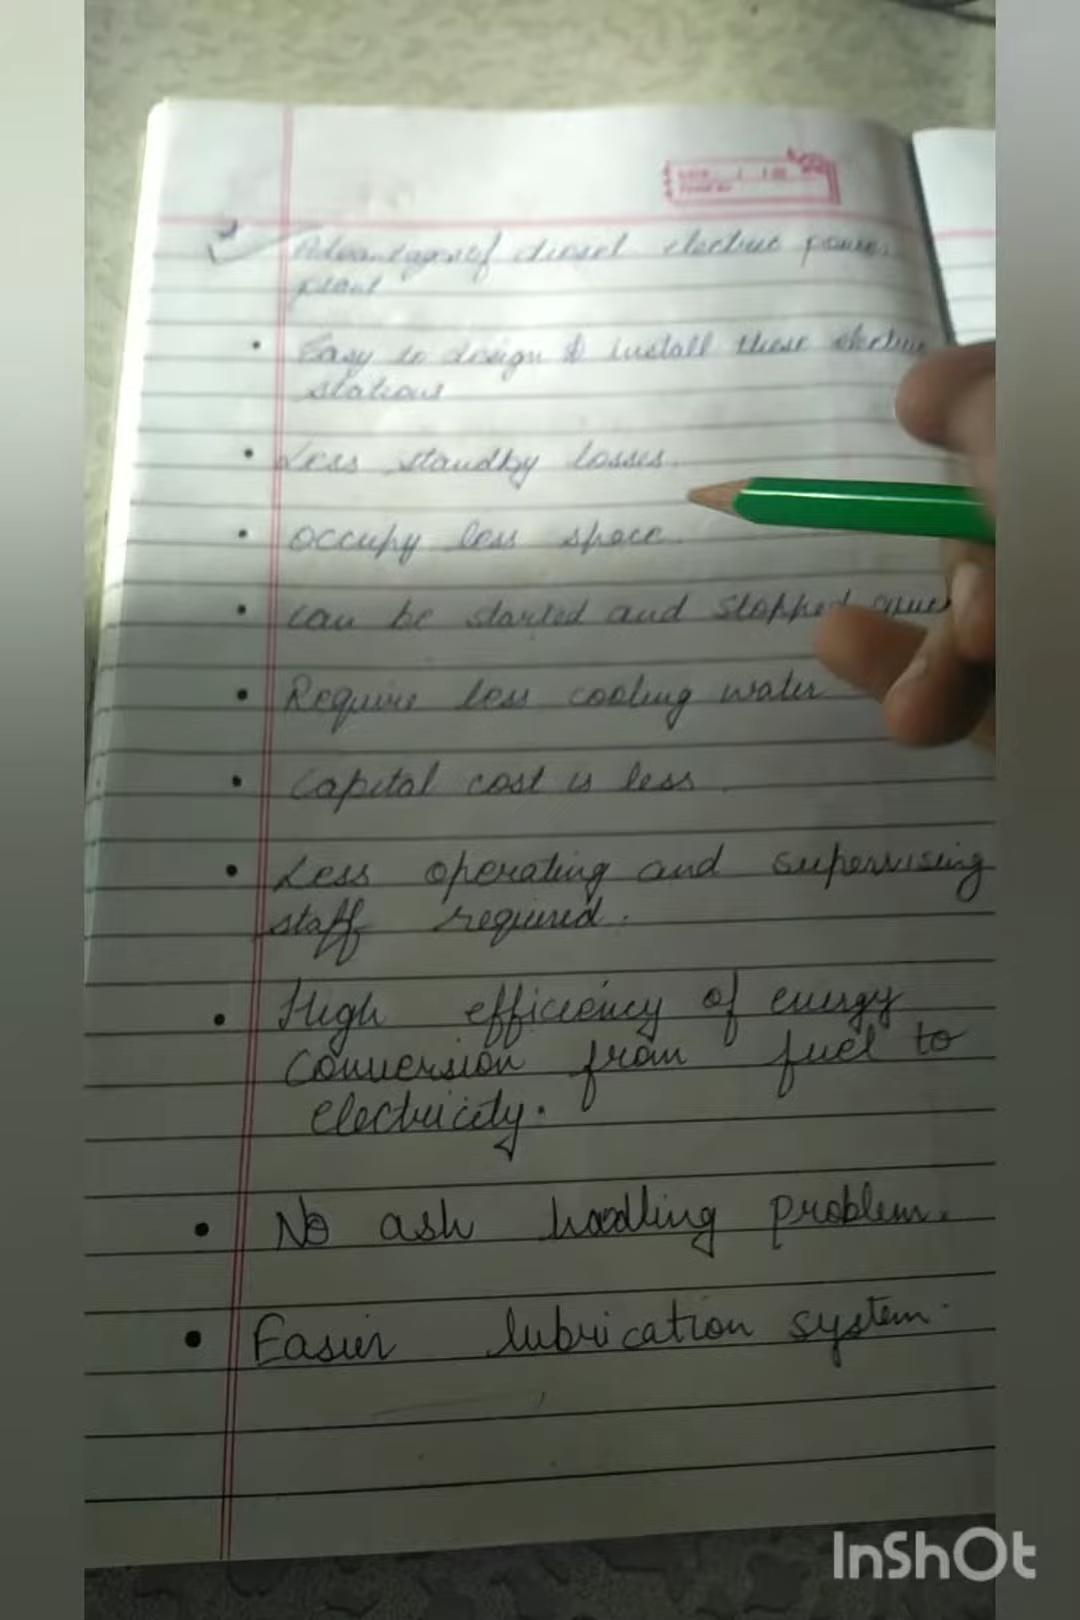 Advantages of diesel electric power
plant
• Easy to design & install these electric
stations
• Less standby losses.
• occupy less space.
• can be started and stopped
• Require less cooling water
• Capital cost is less.
• Less operating and supervising
staff required.
• High efficiency of energy
conversion from fuel to
electricity.
• No ash handling problem.
• Easier lubrication system.
InShOt